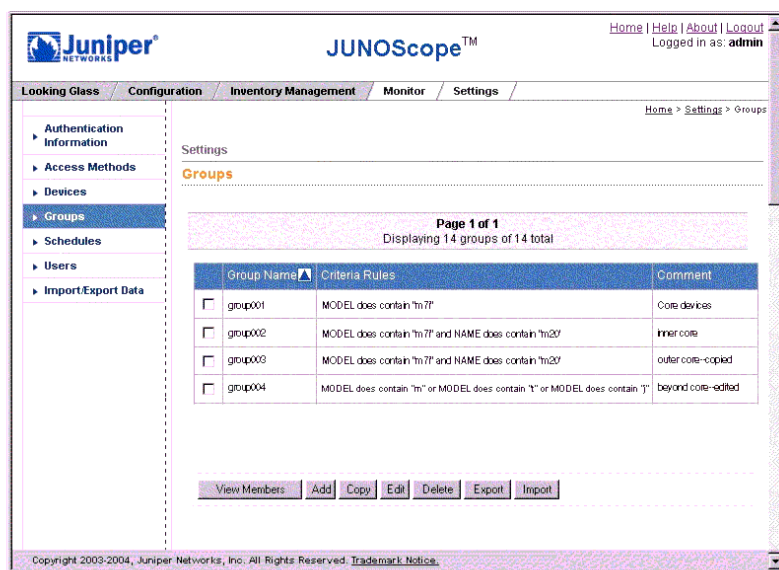 Home | Help | About | Logout
Juniper®
NETWORKS
JUNOScope™
Logged in as: admin
Looking Glass / Configuration / Inventory Management / Monitor / Settings /
Home > Settings > Groups
Authentication Information
Access Methods
Devices
Groups
Schedules
Users
Import/Export Data
Settings
Groups
Page 1 of 1
Displaying 14 groups of 14 total
Group Name Criteria Rules Comment
group001 MODEL does contain "m7i" Core devices
group002 MODEL does contain "m7i" and NAME does contain "m20" inner core
group003 MODEL does contain "m7i" and NAME does contain "m20" outer core--copied
group004 MODEL does contain "m" or MODEL does contain "t" or MODEL does contain "j" beyond core--edited
View Members Add Copy Edit Delete Export Import
Copyright 2003-2004, Juniper Networks, Inc. All Rights Reserved. Trademark Notice.